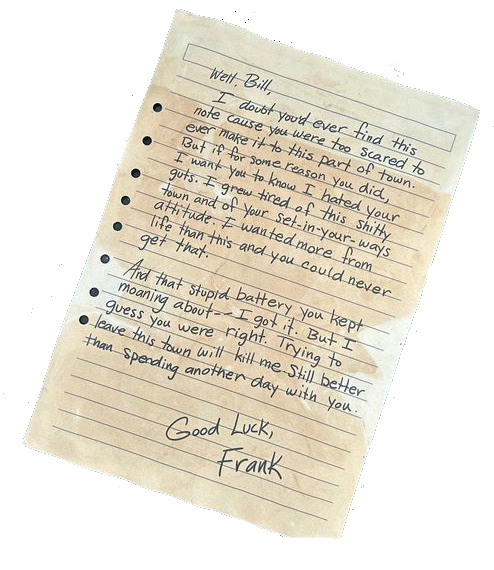 Well, Bill,
I doubt you'd ever find this
note cause you were too scared to
ever make it to this part of town.
But if for some reason you did,
I want you to know I hated your
guts. I grew tired of this shitty
town and of your set-in-your-ways
attitude. I wanted more from
life than this and you could never
get that.
And that stupid battery you kept
moaning about-- I got it. But I
guess you were right. Trying to
leave this town will kill me. Still better
than spending another day with you.
Good Luck,
Frank